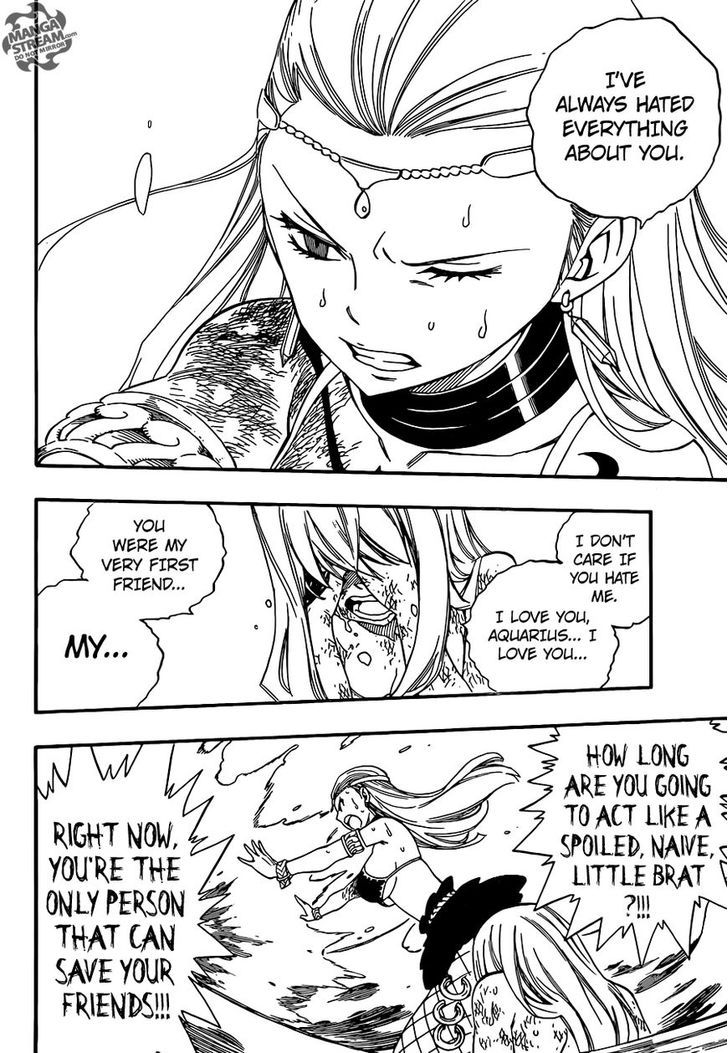 MANGA
STREAM.com
DO NOT MIRROR
I'VE
ALWAYS HATED
EVERYTHING
ABOUT YOU.
I DON'T
CARE IF
YOU HATE
ME.
I LOVE YOU,
AQUARIUS... I
LOVE YOU...
YOU
WERE MY
VERY FIRST
FRIEND...
MY...
HOW LONG
ARE YOU GOING
TO ACT LIKE A
SPOILED, NAIVE,
LITTLE BRAT
?!!!
RIGHT NOW,
YOU'RE THE
ONLY PERSON
THAT CAN
SAVE YOUR
FRIENDS!!!